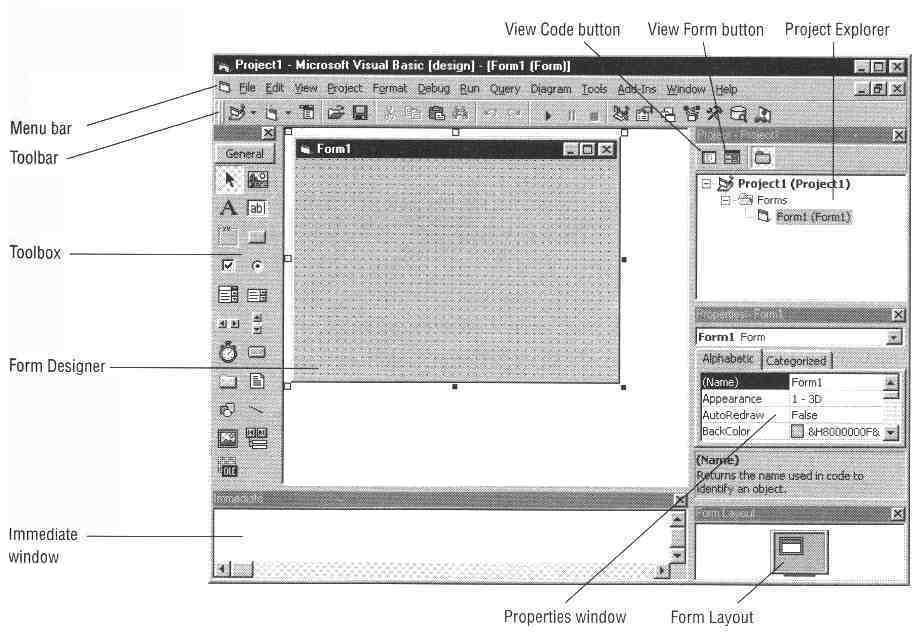 View Code button
View Form button
Project Explorer
Project1 - Microsoft Visual Basic [design] - [Form1 (Form)]
File Edit View Project Format Debug Run Query Diagram Tools Add-Ins Window Help
Menu bar
Toolbar
Toolbox
Form Designer
Immediate
window
General
A
ab|
xv
OLE
Form1
Immediate
Project - Project1
Project1 (Project1)
Forms
Form1 (Form1)
Properties - Form1
Form1 Form
Alphabetic Categorized
(Name) Form1
Appearance 1 - 3D
AutoRedraw False
BackColor &H8000000F&
(Name)
Returns the name used in code to
identify an object.
Form Layout
Properties window
Form Layout